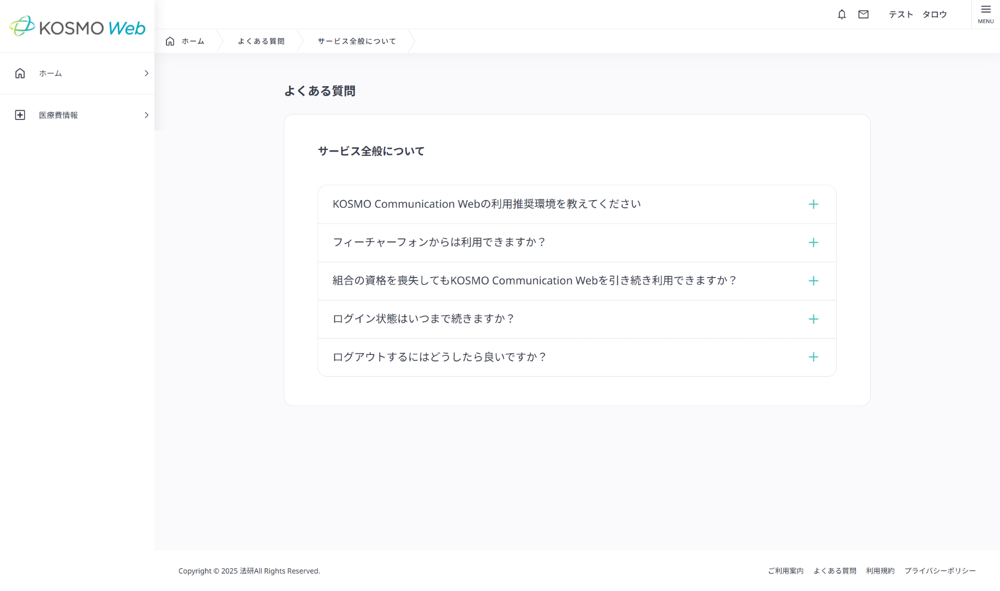 KOSMO Web
テスト　タロウ
MENU
ホーム
よくある質問
サービス全般について
ホーム
医療費情報
よくある質問
サービス全般について
KOSMO Communication Webの利用推奨環境を教えてください
フィーチャーフォンからは利用できますか？
組合の資格を喪失してもKOSMO Communication Webを引き続き利用できますか？
ログイン状態はいつまで続きますか？
ログアウトするにはどうしたら良いですか？
Copyright © 2025 法研All Rights Reserved.
ご利用案内 よくある質問 利用規約 プライバシーポリシー